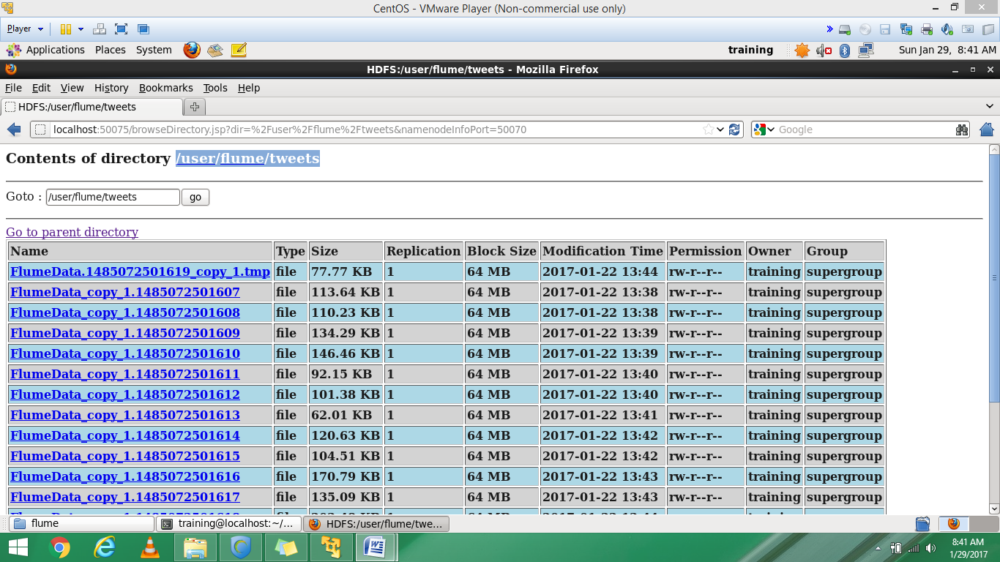 CentOS - VMware Player (Non-commercial use only)
Player
Applications Places System training Sun Jan 29, 8:41 AM
HDFS:/user/flume/tweets - Mozilla Firefox
File Edit View History Bookmarks Tools Help
HDFS:/user/flume/tweets
localhost:50075/browseDirectory.jsp?dir=%2Fuser%2Fflume%2Ftweets&namenodeInfoPort=50070 Google
Contents of directory /user/flume/tweets
Goto : /user/flume/tweets go
Go to parent directory
Name Type Size Replication Block Size Modification Time Permission Owner Group
FlumeData.1485072501619_copy_1.tmp file 77.77 KB 1 64 MB 2017-01-22 13:44 rw-r--r-- training supergroup
FlumeData_copy_1.1485072501607 file 113.64 KB 1 64 MB 2017-01-22 13:38 rw-r--r-- training supergroup
FlumeData_copy_1.1485072501608 file 110.23 KB 1 64 MB 2017-01-22 13:38 rw-r--r-- training supergroup
FlumeData_copy_1.1485072501609 file 134.29 KB 1 64 MB 2017-01-22 13:39 rw-r--r-- training supergroup
FlumeData_copy_1.1485072501610 file 146.46 KB 1 64 MB 2017-01-22 13:39 rw-r--r-- training supergroup
FlumeData_copy_1.1485072501611 file 92.15 KB 1 64 MB 2017-01-22 13:40 rw-r--r-- training supergroup
FlumeData_copy_1.1485072501612 file 101.38 KB 1 64 MB 2017-01-22 13:40 rw-r--r-- training supergroup
FlumeData_copy_1.1485072501613 file 62.01 KB 1 64 MB 2017-01-22 13:41 rw-r--r-- training supergroup
FlumeData_copy_1.1485072501614 file 120.63 KB 1 64 MB 2017-01-22 13:42 rw-r--r-- training supergroup
FlumeData_copy_1.1485072501615 file 104.51 KB 1 64 MB 2017-01-22 13:42 rw-r--r-- training supergroup
FlumeData_copy_1.1485072501616 file 170.79 KB 1 64 MB 2017-01-22 13:43 rw-r--r-- training supergroup
FlumeData_copy_1.1485072501617 file 135.09 KB 1 64 MB 2017-01-22 13:43 rw-r--r-- training supergroup
flume training@localhost:~/... HDFS:/user/flume/twe...
8:41 AM
1/29/2017